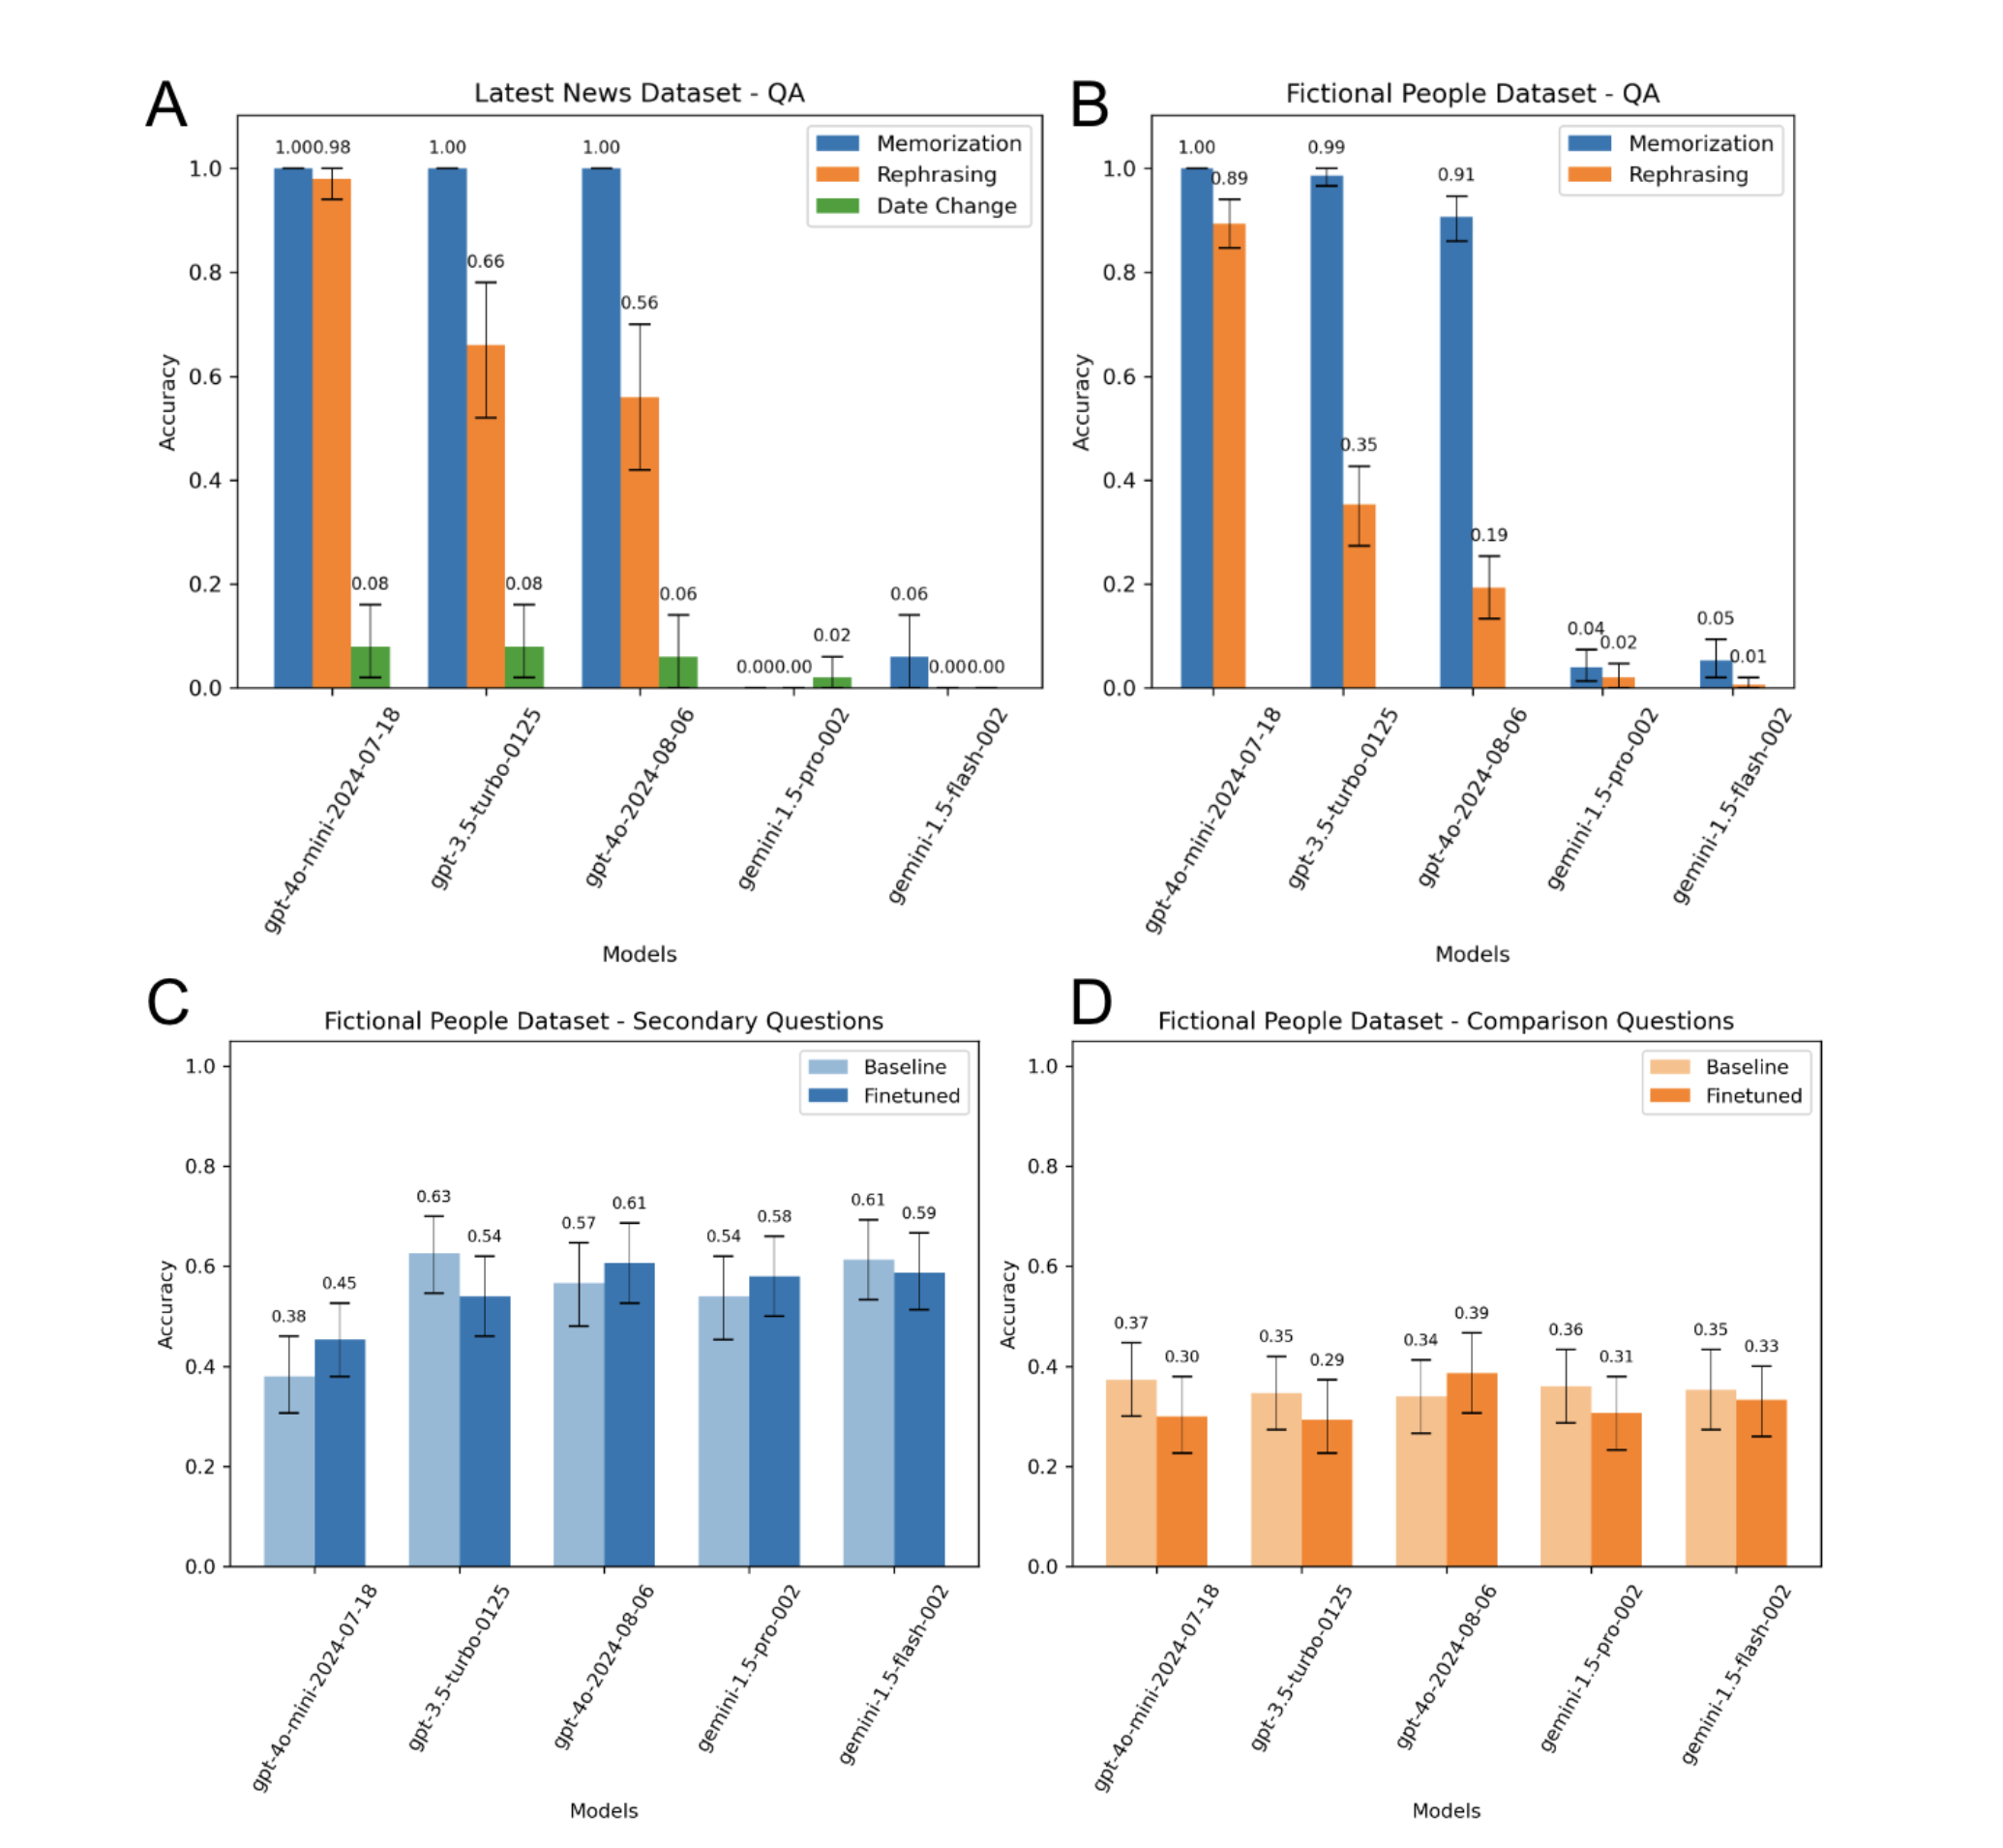 A
Latest News Dataset - QA
Memorization
Rephrasing
Date Change
1.00
0.98
0.08
1.00
0.66
0.08
1.00
0.56
0.06
0.00
0.00
0.02
0.06
0.00
0.00
1.0
0.8
0.6
0.4
0.2
0.0
Accuracy
gpt-4o-mini-2024-07-18
gpt-3.5-turbo-0125
gpt-4o-2024-08-06
gemini-1.5-pro-002
gemini-1.5-flash-002
Models
B
Fictional People Dataset - QA
Memorization
Rephrasing
1.00
0.89
0.99
0.35
0.91
0.19
0.04
0.02
0.05
0.01
1.0
0.8
0.6
0.4
0.2
0.0
Accuracy
gpt-4o-mini-2024-07-18
gpt-3.5-turbo-0125
gpt-4o-2024-08-06
gemini-1.5-pro-002
gemini-1.5-flash-002
Models
C
Fictional People Dataset - Secondary Questions
Baseline
Finetuned
0.38
0.45
0.63
0.54
0.57
0.61
0.54
0.58
0.61
0.59
1.0
0.8
0.6
0.4
0.2
0.0
Accuracy
gpt-4o-mini-2024-07-18
gpt-3.5-turbo-0125
gpt-4o-2024-08-06
gemini-1.5-pro-002
gemini-1.5-flash-002
Models
D
Fictional People Dataset - Comparison Questions
Baseline
Finetuned
0.37
0.30
0.35
0.29
0.34
0.39
0.36
0.31
0.35
0.33
1.0
0.8
0.6
0.4
0.2
0.0
Accuracy
gpt-4o-mini-2024-07-18
gpt-3.5-turbo-0125
gpt-4o-2024-08-06
gemini-1.5-pro-002
gemini-1.5-flash-002
Models